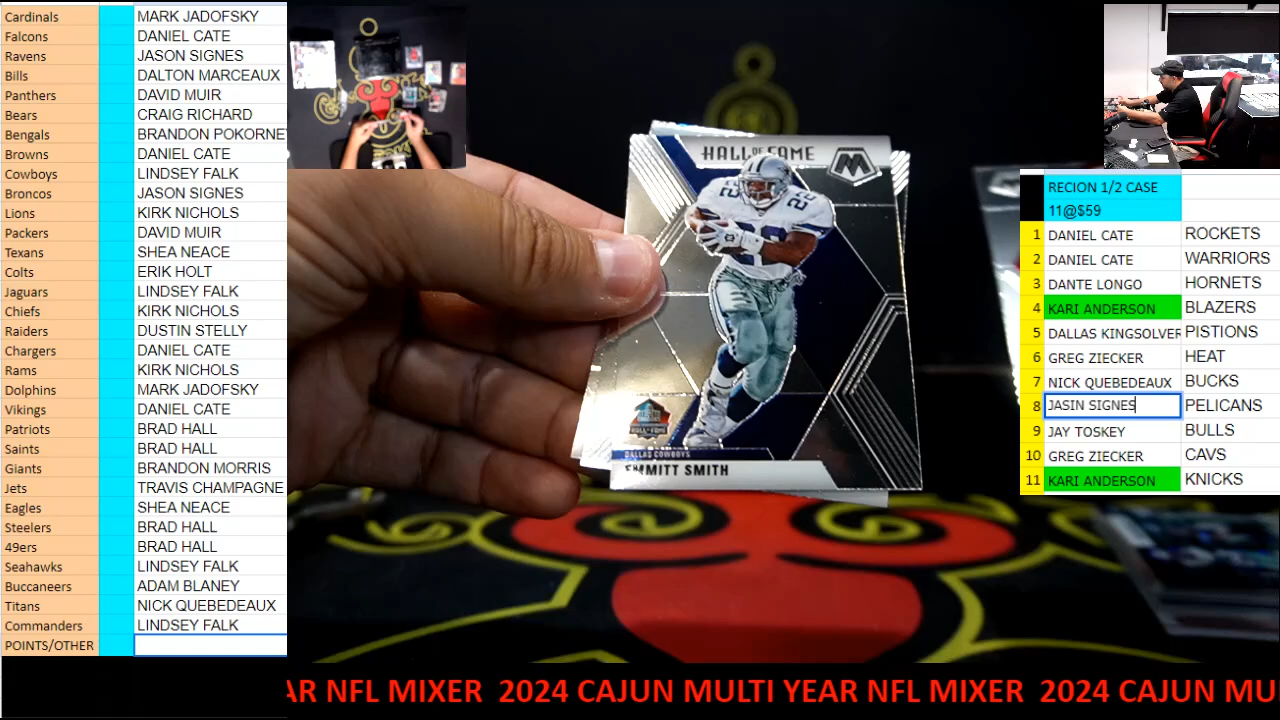 Cardinals MARK JADOFSKY
Falcons DANIEL CATE
Ravens JASON SIGNES
Bills DALTON MARCEAUX
Panthers DAVID MUIR
Bears CRAIG RICHARD
Bengals BRANDON POKORNE
Browns DANIEL CATE
Cowboys LINDSEY FALK
Broncos JASON SIGNES
Lions KIRK NICHOLS
Packers DAVID MUIR
Texans SHEA NEACE
Colts ERIK HOLT
Jaguars LINDSEY FALK
Chiefs KIRK NICHOLS
Raiders DUSTIN STELLY
Chargers DANIEL CATE
Rams KIRK NICHOLS
Dolphins MARK JADOFSKY
Vikings DANIEL CATE
Patriots BRAD HALL
Saints BRAD HALL
Giants BRANDON MORRIS
Jets TRAVIS CHAMPAGNE
Eagles SHEA NEACE
Steelers BRAD HALL
49ers BRAD HALL
Seahawks LINDSEY FALK
Buccaneers ADAM BLANEY
Titans NICK QUEBEDEAUX
Commanders LINDSEY FALK
POINTS/OTHER
HALL OF FAME M
22 22
HALL OF FAME
DALLAS COWBOYS
EMMITT SMITH
RECION 1/2 CASE
11@$59
1 DANIEL CATE ROCKETS
2 DANIEL CATE WARRIORS
3 DANTE LONGO HORNETS
4 KARI ANDERSON BLAZERS
5 DALLAS KINGSOLVER PISTIONS
6 GREG ZIECKER HEAT
7 NICK QUEBEDEAUX BUCKS
8 JASIN SIGNES PELICANS
9 JAY TOSKEY BULLS
10 GREG ZIECKER CAVS
11 KARI ANDERSON KNICKS
AR NFL MIXER 2024 CAJUN MULTI YEAR NFL MIXER 2024 CAJUN MU